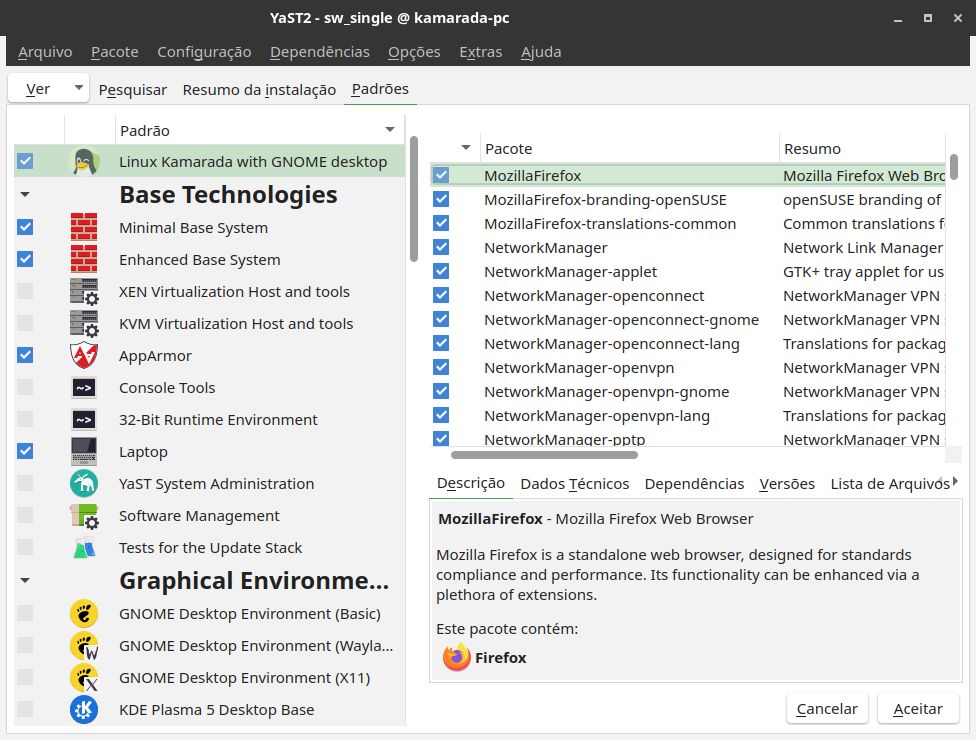 YaST2 - sw_single @ kamarada-pc
Arquivo Pacote Configuração Dependências Opções Extras Ajuda
Ver Pesquisar Resumo da instalação Padrões
Padrão
Linux Kamarada with GNOME desktop
Base Technologies
Minimal Base System
Enhanced Base System
XEN Virtualization Host and tools
KVM Virtualization Host and tools
AppArmor
Console Tools
32-Bit Runtime Environment
Laptop
YaST System Administration
Software Management
Tests for the Update Stack
Graphical Environme...
GNOME Desktop Environment (Basic)
GNOME Desktop Environment (Wayla...
GNOME Desktop Environment (X11)
KDE Plasma 5 Desktop Base
Pacote Resumo
MozillaFirefox Mozilla Firefox Web Bro
MozillaFirefox-branding-openSUSE openSUSE branding of
MozillaFirefox-translations-common Common translations f
NetworkManager Network Link Manager
NetworkManager-applet GTK+ tray applet for us
NetworkManager-openconnect NetworkManager VPN
NetworkManager-openconnect-gnome NetworkManager VPN
NetworkManager-openconnect-lang Translations for packag
NetworkManager-openvpn NetworkManager VPN
NetworkManager-openvpn-gnome NetworkManager VPN
NetworkManager-openvpn-lang Translations for packag
NetworkManager-pptp NetworkManager VPN
Descrição Dados Técnicos Dependências Versões Lista de Arquivos
MozillaFirefox - Mozilla Firefox Web Browser
Mozilla Firefox is a standalone web browser, designed for standards
compliance and performance. Its functionality can be enhanced via a
plethora of extensions.
Este pacote contém:
Firefox
Cancelar Aceitar